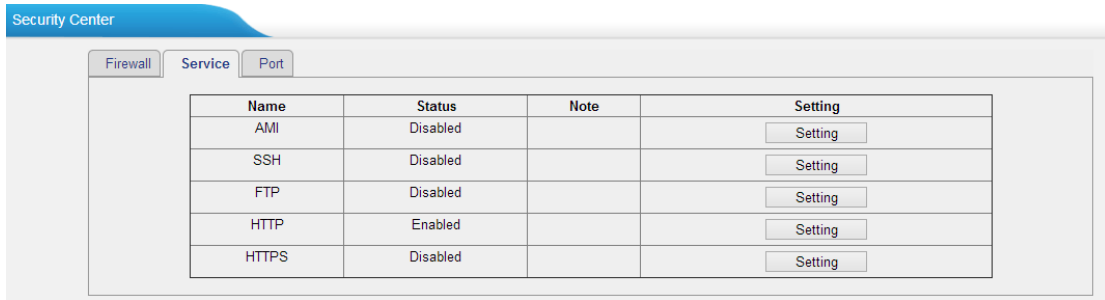 Security Center
Firewall Service Port
Name Status Note Setting
AMI Disabled Setting
SSH Disabled Setting
FTP Disabled Setting
HTTP Enabled Setting
HTTPS Disabled Setting